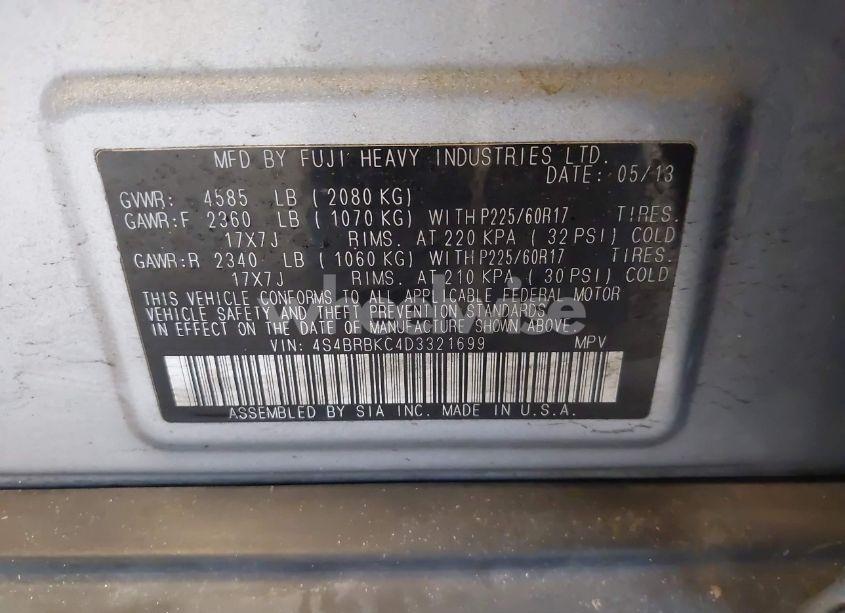 MFD BY FUJI HEAVY INDUSTRIES LTD.
DATE: 05/13
GVWR: 4585 LB ( 2080 KG)
GAWR:F 2360 LB ( 1070 KG) WITH P225/60R17 TIRES.
17X7J RIMS. AT 220 KPA ( 32 PSI) COLD
GAWR:R 2340 LB ( 1060 KG) WITH P225/60R17 TIRES.
17X7J RIMS. AT 210 KPA ( 30 PSI) COLD
THIS VEHICLE CONFORMS TO ALL APPLICABLE FEDERAL MOTOR
VEHICLE SAFETY AND THEFT PREVENTION STANDARDS
IN EFFECT ON THE DATE OF MANUFACTURE SHOWN ABOVE.
VIN: 4S4BRBKC4D3321699 MPV
ASSEMBLED BY SIA INC. MADE IN U.S.A.
wheelwise